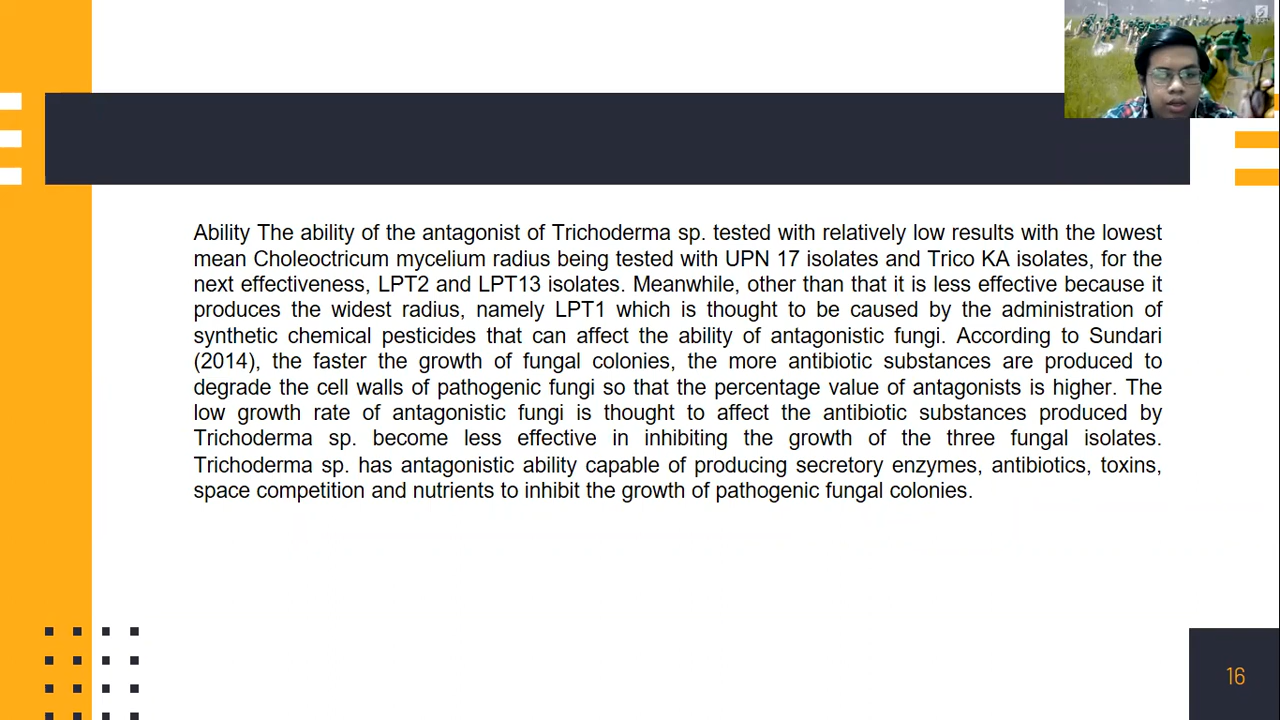 Ability The ability of the antagonist of Trichoderma sp. tested with relatively low results with the lowest
mean Choleoctricum mycelium radius being tested with UPN 17 isolates and Trico KA isolates, for the
next effectiveness, LPT2 and LPT13 isolates. Meanwhile, other than that it is less effective because it
produces the widest radius, namely LPT1 which is thought to be caused by the administration of
synthetic chemical pesticides that can affect the ability of antagonistic fungi. According to Sundari
(2014), the faster the growth of fungal colonies, the more antibiotic substances are produced to
degrade the cell walls of pathogenic fungi so that the percentage value of antagonists is higher. The
low growth rate of antagonistic fungi is thought to affect the antibiotic substances produced by
Trichoderma sp. become less effective in inhibiting the growth of the three fungal isolates.
Trichoderma sp. has antagonistic ability capable of producing secretory enzymes, antibiotics, toxins,
space competition and nutrients to inhibit the growth of pathogenic fungal colonies.
16